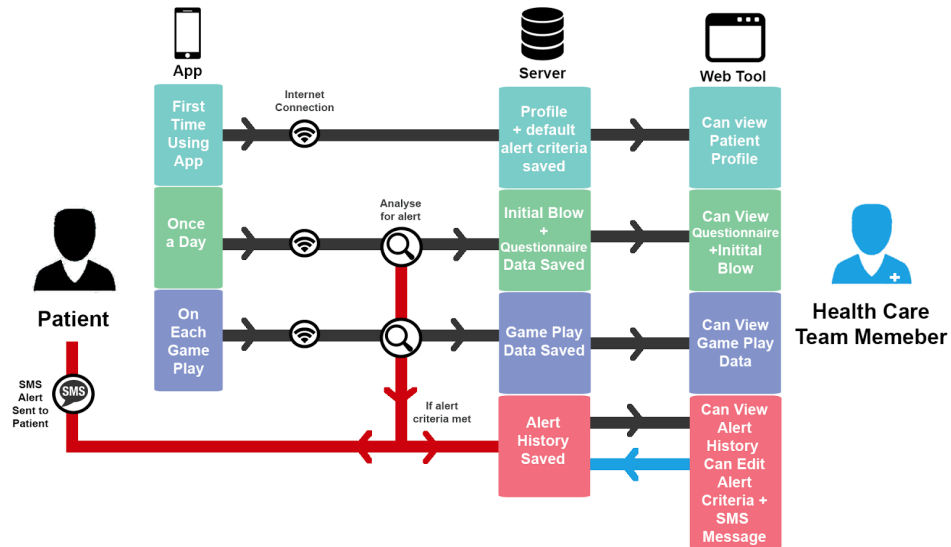 App
Server
Web Tool
First
Time
Using
App
Internet
Connection
Profile
+ default
alert criteria
saved
Can view
Patient
Profile
Once
a Day
Analyse
for alert
Initial Blow
+
Questionnaire
Data Saved
Can View
Questionnaire
+Initital
Blow
Patient
On
Each
Game
Play
Game Play
Data Saved
Can View
Game Play
Data
Health Care
Team Memeber
SMS
Alert
Sent to
Patient
SMS
If alert
criteria met
Alert
History
Saved
Can View
Alert
History
Can Edit
Alert
Criteria +
SMS
Message